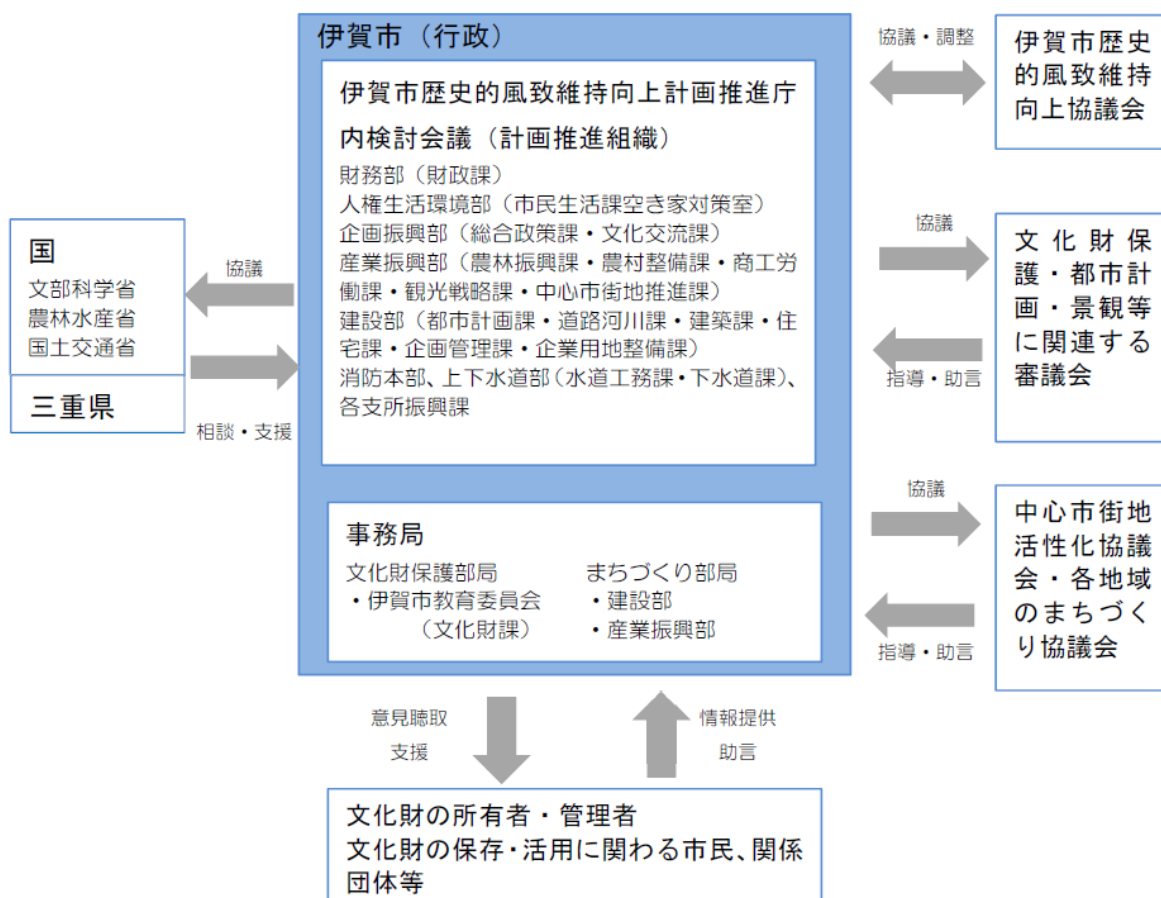 伊賀市（行政）
伊賀市歴史的風致維持向上計画推進庁
内検討会議（計画推進組織）
財務部（財政課）
人権生活環境部（市民生活課空き家対策室）
企画振興部（総合政策課・文化交流課）
産業振興部（農林振興課・農村整備課・商工労
働課・観光戦略課・中心市街地推進課）
建設部（都市計画課・道路河川課・建築課・住
宅課・企画管理課・企業用地整備課）
消防本部、上下水道部（水道工務課・下水道課）、
各支所振興課
事務局
文化財保護部局
・伊賀市教育委員会
（文化財課）
まちづくり部局
・建設部
・産業振興部
国
文部科学省
農林水産省
国土交通省
三重県
協議
相談・支援
協議・調整
伊賀市歴史
的風致維持
向上協議会
協議
指導・助言
文化財保
護・都市計
画・景観等
に関連する
審議会
協議
指導・助言
中心市街地
活性化協議
会・各地域
のまちづく
り協議会
意見聴取
支援
情報提供
助言
文化財の所有者・管理者
文化財の保存・活用に関わる市民、関係
団体等